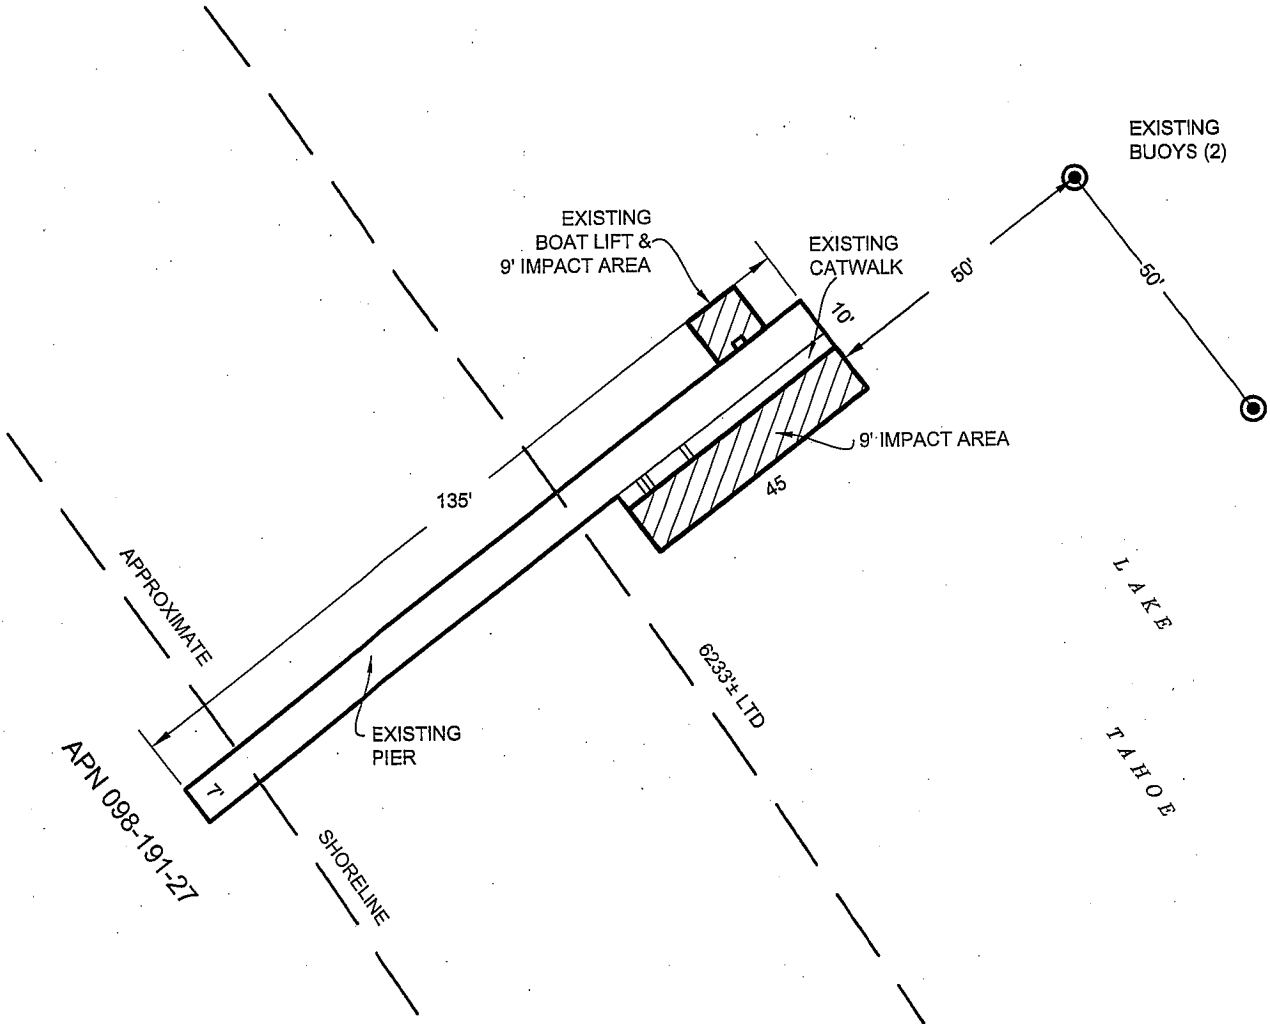 EXISTING
BUOYS (2)
EXISTING
BOAT LIFT &
9' IMPACT AREA
EXISTING
CATWALK
50'
50'
10'
9' IMPACT AREA
45
135'
APPROXIMATE
LAKE
6233'± LTD
EXISTING
PIER
7'
APN 098-191-27
TAHOE
SHORELINE